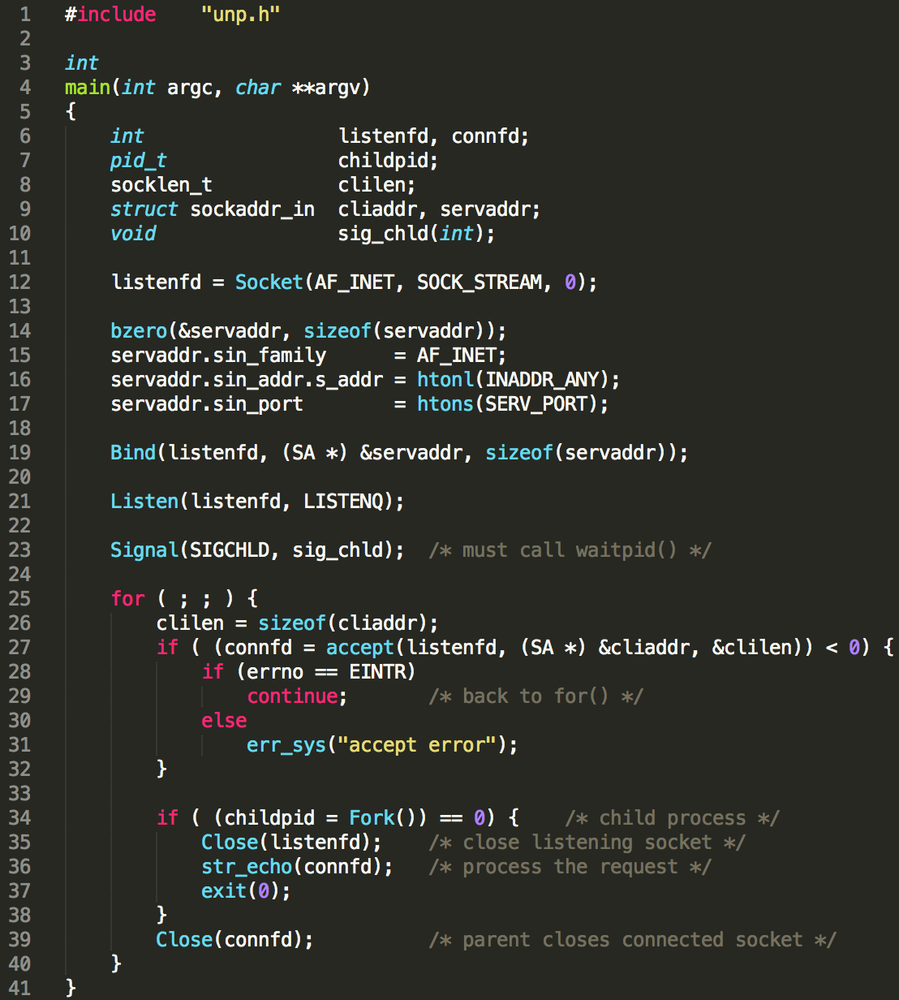 1 #include    "unp.h"
2
3 int
4 main(int argc, char **argv)
5 {
6     int                 listenfd, connfd;
7     pid_t               childpid;
8     socklen_t           clilen;
9     struct sockaddr_in  cliaddr, servaddr;
10     void                sig_chld(int);
11
12     listenfd = Socket(AF_INET, SOCK_STREAM, 0);
13
14     bzero(&servaddr, sizeof(servaddr));
15     servaddr.sin_family      = AF_INET;
16     servaddr.sin_addr.s_addr = htonl(INADDR_ANY);
17     servaddr.sin_port        = htons(SERV_PORT);
18
19     Bind(listenfd, (SA *) &servaddr, sizeof(servaddr));
20
21     Listen(listenfd, LISTENQ);
22
23     Signal(SIGCHLD, sig_chld);  /* must call waitpid() */
24
25     for ( ; ; ) {
26         clilen = sizeof(cliaddr);
27         if ( (connfd = accept(listenfd, (SA *) &cliaddr, &clilen)) < 0) {
28             if (errno == EINTR)
29                 continue;       /* back to for() */
30             else
31                 err_sys("accept error");
32         }
33
34         if ( (childpid = Fork()) == 0) {    /* child process */
35             Close(listenfd);    /* close listening socket */
36             str_echo(connfd);   /* process the request */
37             exit(0);
38         }
39         Close(connfd);          /* parent closes connected socket */
40     }
41 }